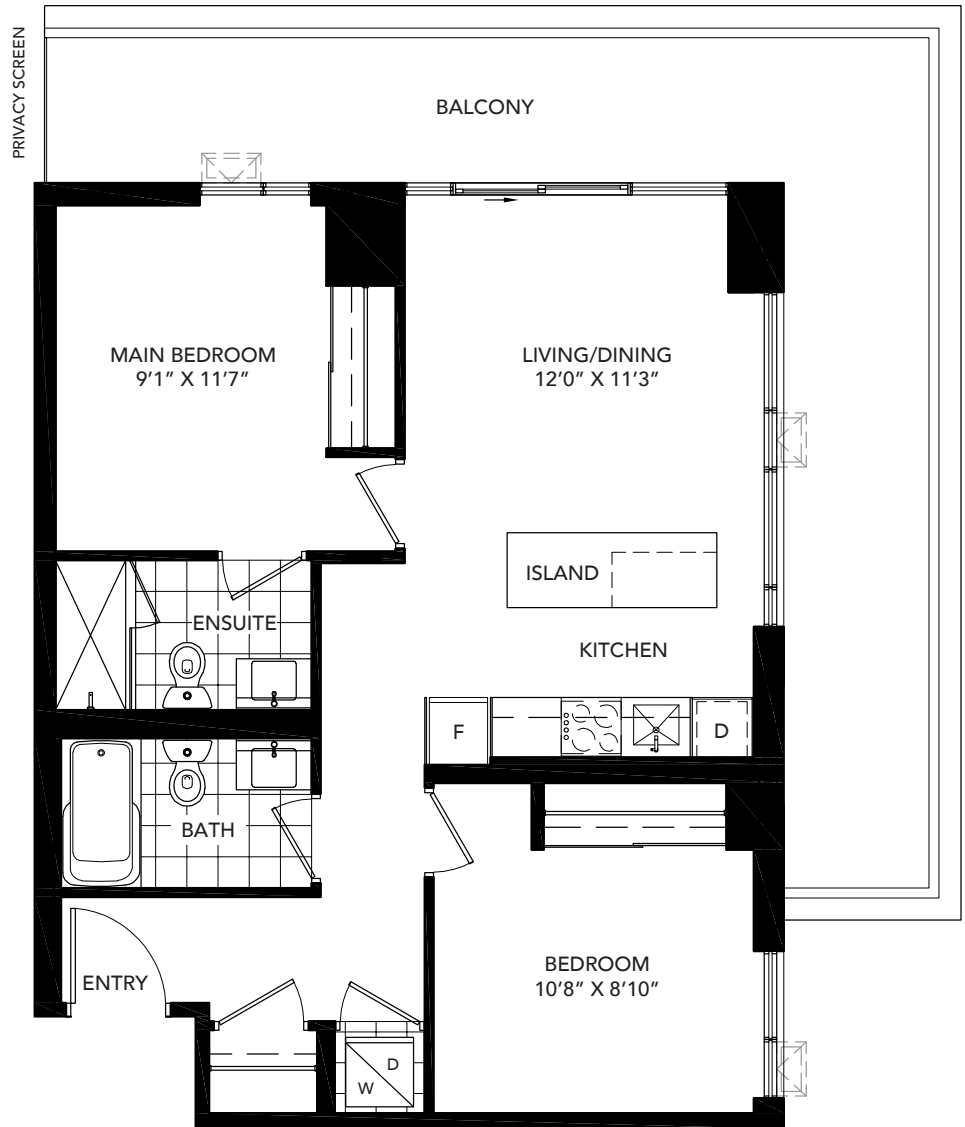 PRIVACY SCREEN
BALCONY
MAIN BEDROOM
9’1” X 11’7”
LIVING/DINING
12’0” X 11’3”
ISLAND
ENSUITE
KITCHEN
F
D
BATH
BEDROOM
10’8” X 8’10”
ENTRY
D
W